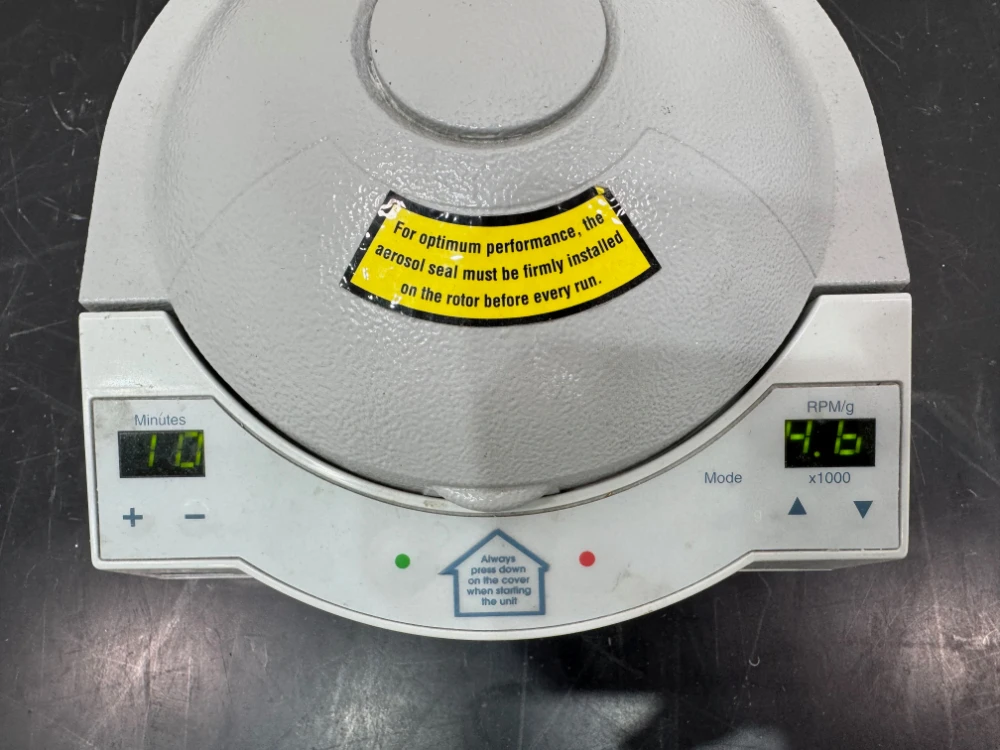 For optimum performance, the
aerosol seal must be firmly installed
on the rotor before every run.
Minutes
10
+ −
RPM/g
4.6
x1000
Mode
▲ ▼
Always
press down
on the cover
when starting
the unit